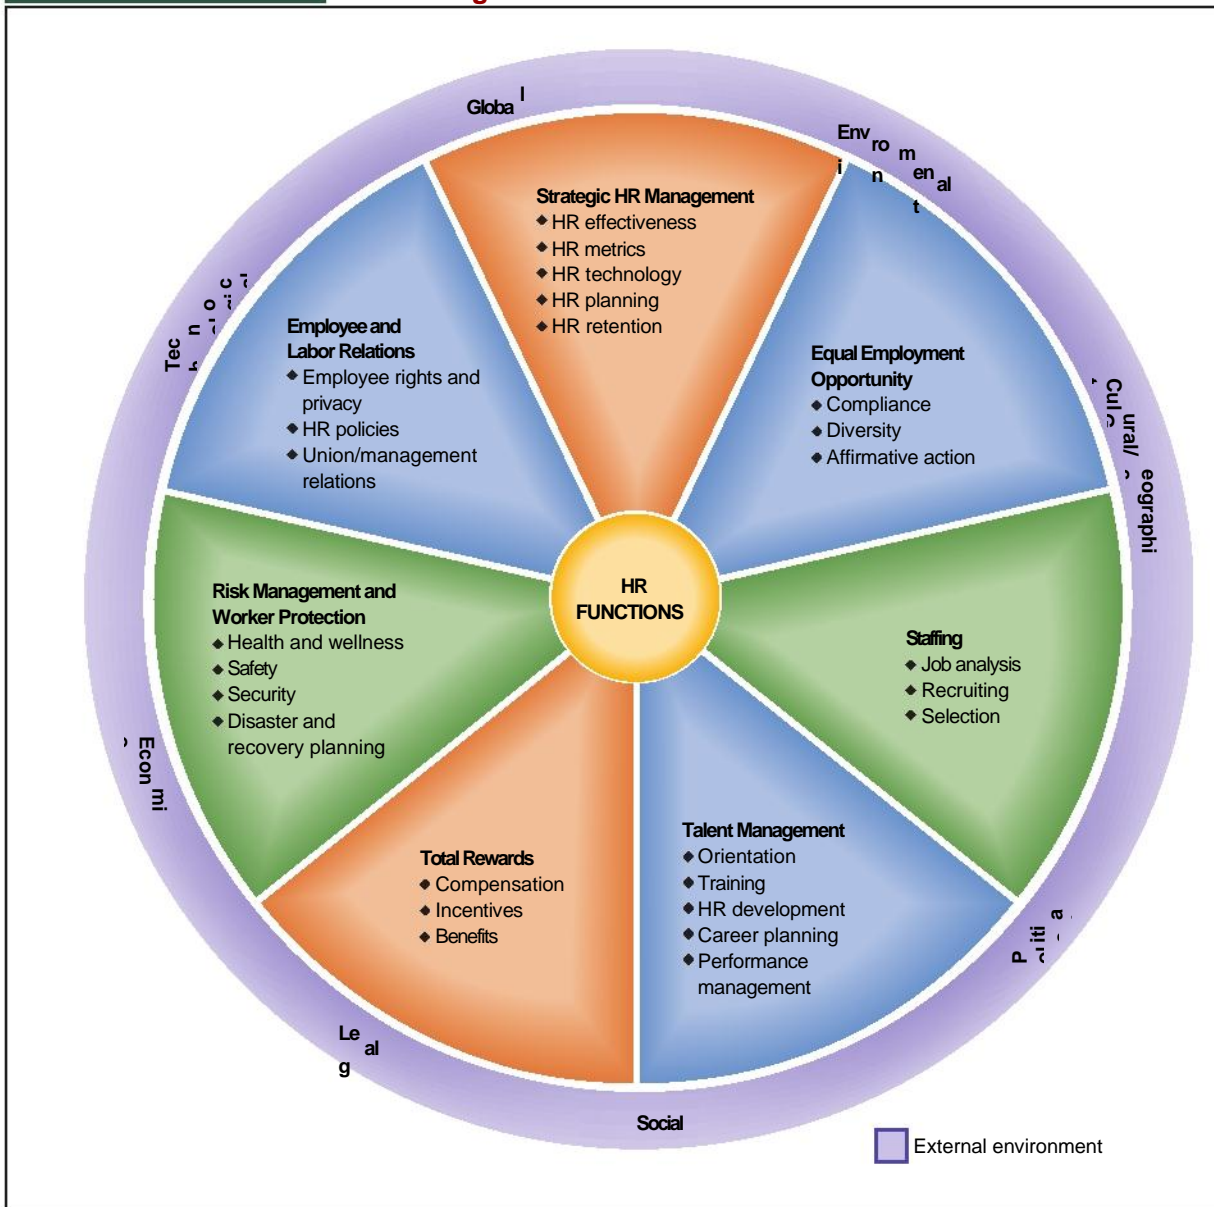 Global
Environmental
Strategic HR Management
◆ HR effectiveness
◆ HR metrics
◆ HR technology
◆ HR planning
◆ HR retention
Employee and
Labor Relations
◆ Employee rights and
privacy
◆ HR policies
◆ Union/management
relations
Equal Employment
Opportunity
◆ Compliance
◆ Diversity
◆ Affirmative action
HR
FUNCTIONS
Risk Management and
Worker Protection
◆ Health and wellness
◆ Safety
◆ Security
◆ Disaster and
recovery planning
Staffing
◆ Job analysis
◆ Recruiting
◆ Selection
Total Rewards
◆ Compensation
◆ Incentives
◆ Benefits
Talent Management
◆ Orientation
◆ Training
◆ HR development
◆ Career planning
◆ Performance
management
Legal
Social
External environment